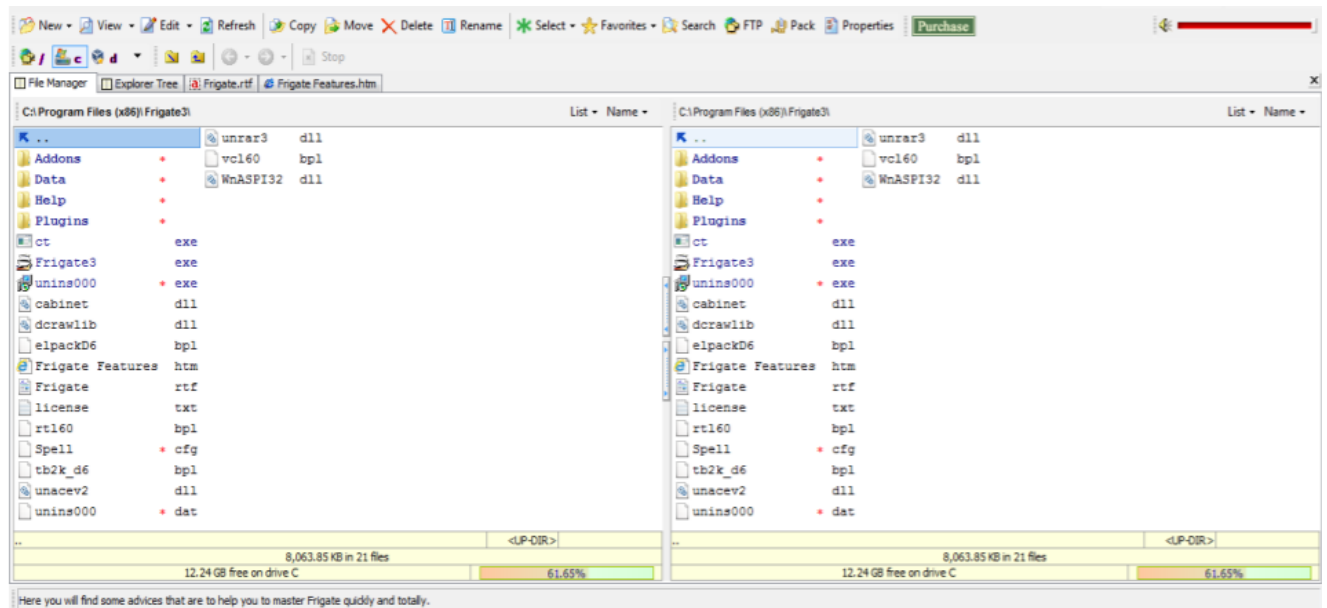 New View Edit Refresh Copy Move Delete Rename Select Favorites Search FTP Pack Properties Purchase
/ c d Stop
File Manager Explorer Tree Frigate.rtf Frigate Features.htm x
C:\Program Files (x86)\Frigate3\ List Name
.. unrar3 dll
Addons * vcl60 bpl
Data * WnASPI32 dll
Help *
Plugins *
ct exe
Frigate3 exe
unins000 * exe
cabinet dll
dcrawlib dll
elpackD6 bpl
Frigate Features htm
Frigate rtf
license txt
rtl60 bpl
Spell * cfg
tb2k_d6 bpl
unacev2 dll
unins000 * dat
.. <UP-DIR>
8,063.85 KB in 21 files
12.24 GB free on drive C 61.65%
C:\Program Files (x86)\Frigate3\ List Name
.. unrar3 dll
Addons * vcl60 bpl
Data * WnASPI32 dll
Help *
Plugins *
ct exe
Frigate3 exe
unins000 * exe
cabinet dll
dcrawlib dll
elpackD6 bpl
Frigate Features htm
Frigate rtf
license txt
rtl60 bpl
Spell * cfg
tb2k_d6 bpl
unacev2 dll
unins000 * dat
.. <UP-DIR>
8,063.85 KB in 21 files
12.24 GB free on drive C 61.65%
Here you will find some advices that are to help you to master Frigate quickly and totally.